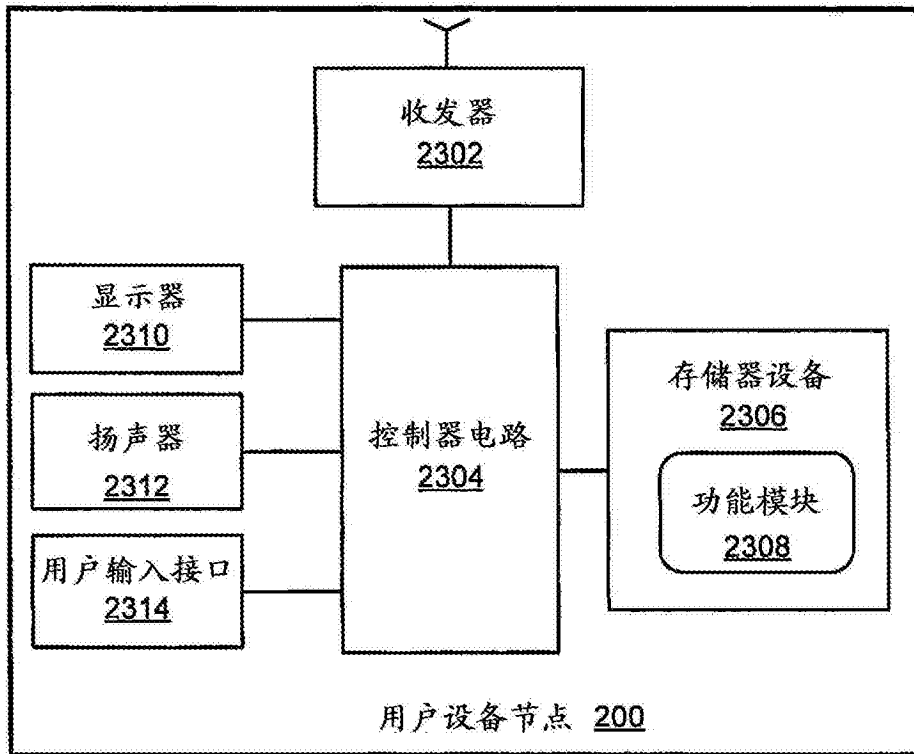 收发器
2302
显示器
2310
扬声器
2312
用户输入接口
2314
控制器电路
2304
存储器设备
2306
功能模块
2308
用户设备节点 200